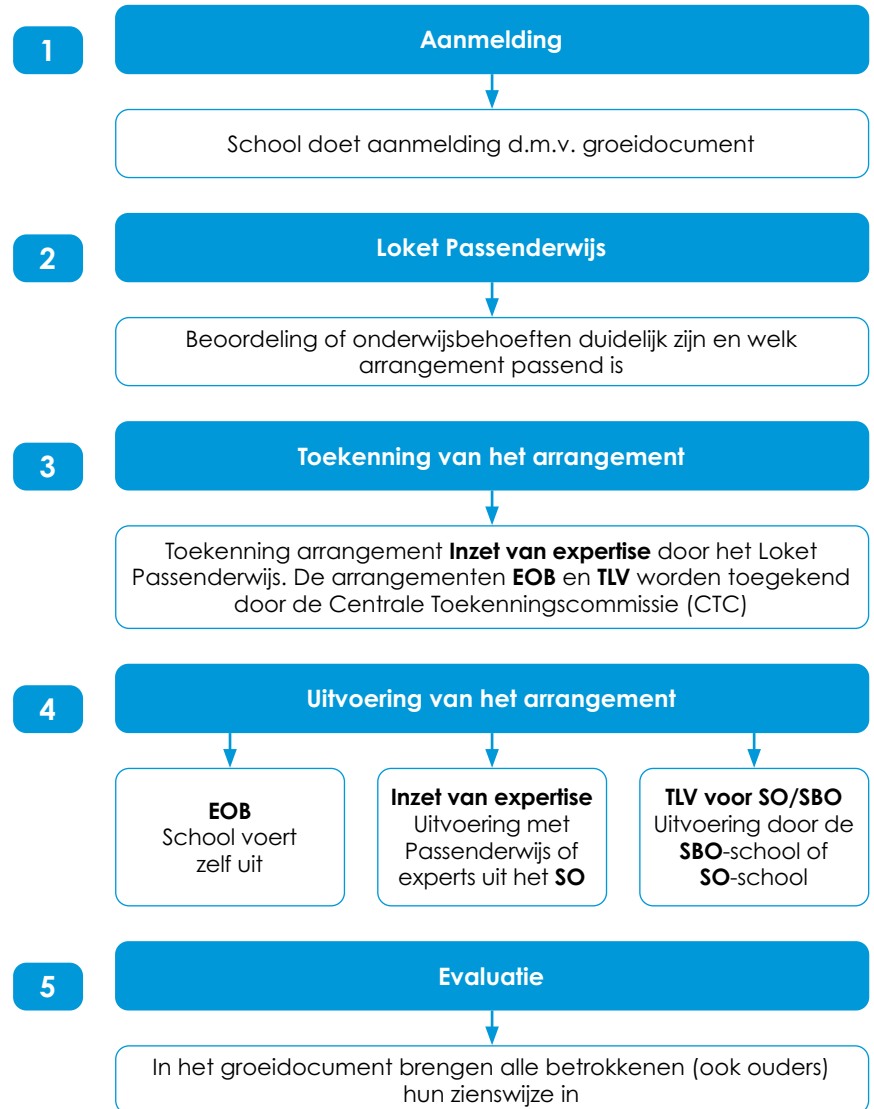 1
Aanmelding
School doet aanmelding d.m.v. groeidocument
2
Loket Passenderwijs
Beoordeling of onderwijsbehoeften duidelijk zijn en welk
arrangement passend is
3
Toekenning van het arrangement
Toekenning arrangement Inzet van expertise door het Loket
Passenderwijs. De arrangementen EOB en TLV worden toegekend
door de Centrale Toekenningscommissie (CTC)
4
Uitvoering van het arrangement
EOB
School voert
zelf uit
Inzet van expertise
Uitvoering met
Passenderwijs of
experts uit het SO
TLV voor SO/SBO
Uitvoering door de
SBO-school of
SO-school
5
Evaluatie
In het groeidocument brengen alle betrokkenen (ook ouders)
hun zienswijze in